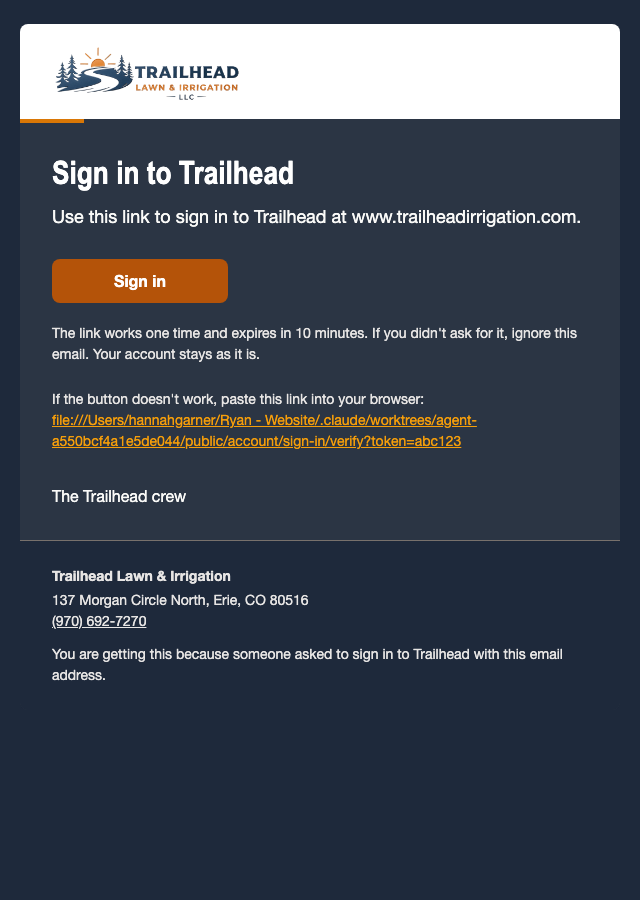 TRAILHEAD
LAWN & IRRIGATION
LLC
Sign in to Trailhead
Use this link to sign in to Trailhead at www.trailheadirrigation.com.
Sign in
The link works one time and expires in 10 minutes. If you didn't ask for it, ignore this
email. Your account stays as it is.
If the button doesn't work, paste this link into your browser:
file:///Users/hannahgarner/Ryan - Website/.claude/worktrees/agent-
a550bcf4a1e5de044/public/account/sign-in/verify?token=abc123
The Trailhead crew
Trailhead Lawn & Irrigation
137 Morgan Circle North, Erie, CO 80516
(970) 692-7270
You are getting this because someone asked to sign in to Trailhead with this email
address.